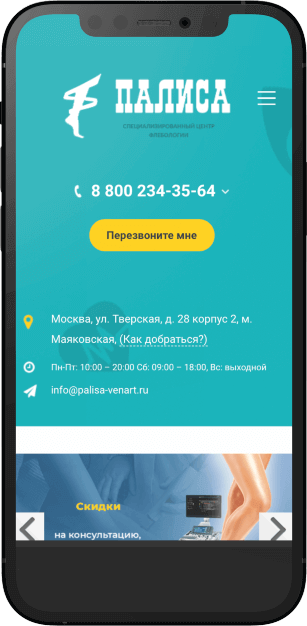 ПАЛИСА
СПЕЦИАЛИЗИРОВАННЫЙ ЦЕНТР
ФЛЕБОЛОГИИ
8 800 234-35-64
Перезвоните мне
Москва, ул. Тверская, д. 28 корпус 2, м.
Маяковская, (Как добраться?)
Пн-Пт: 10:00 – 20:00 Сб: 09:00 – 18:00, Вс: выходной
info@palisa-venart.ru
Скидки
на консультацию,